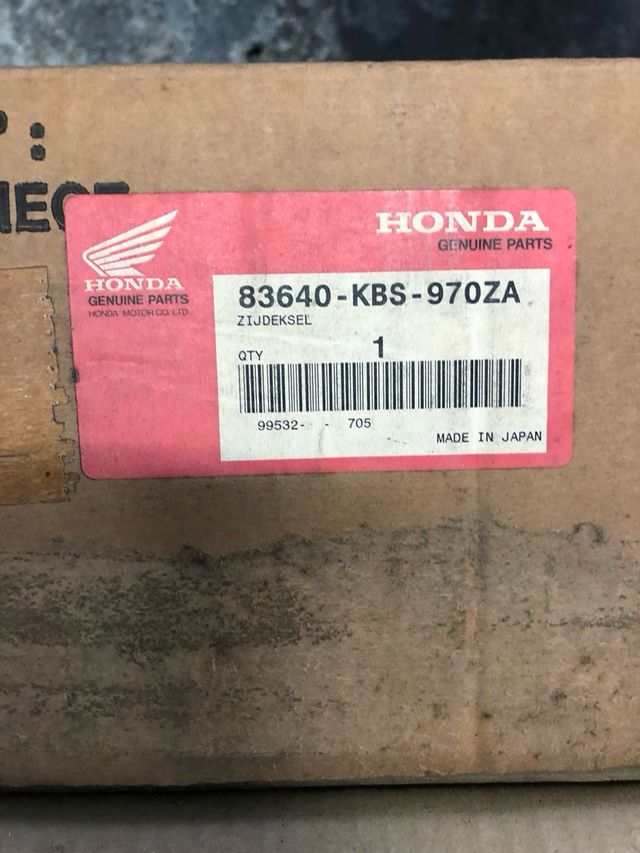 HONDA
GENUINE PARTS
HONDA
GENUINE PARTS
HONDA MOTOR CO. LTD
83640-KBS-970ZA
ZIJDEKSEL
QTY 1
99532- - 705
MADE IN JAPAN